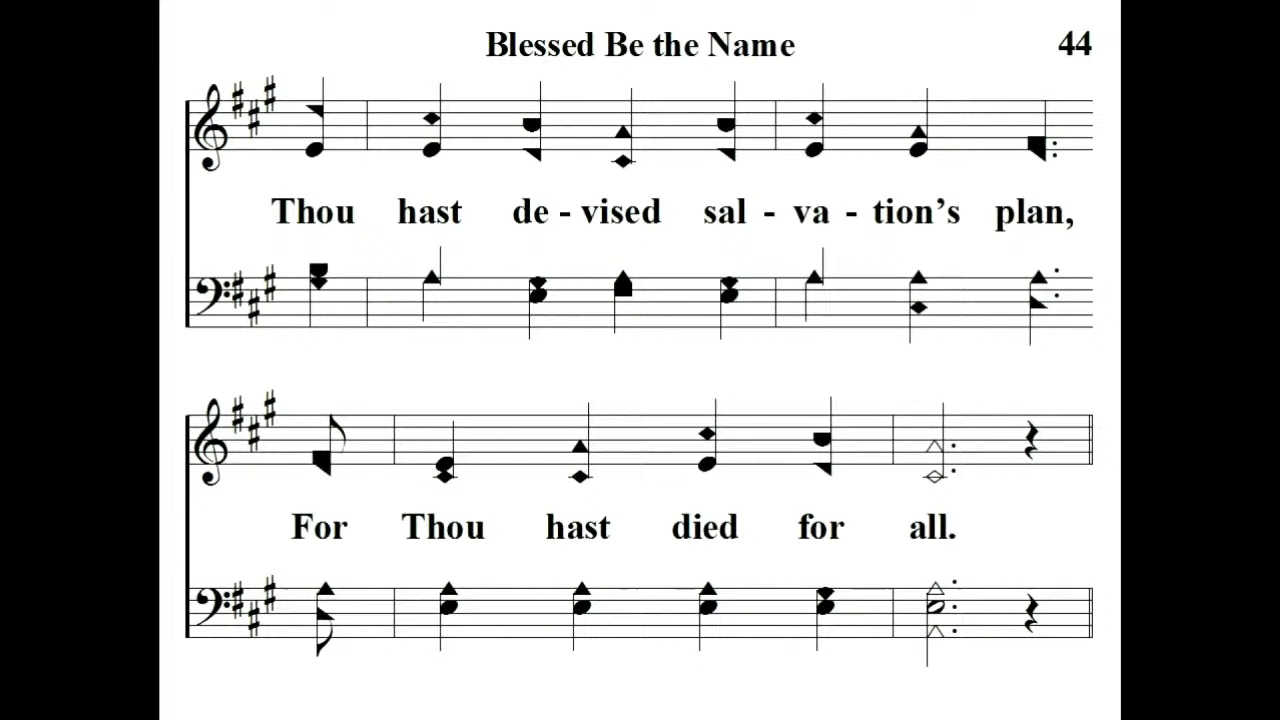 Blessed Be the Name 44
Thou hast de - vised sal - va - tion’s plan,
For Thou hast died for all.